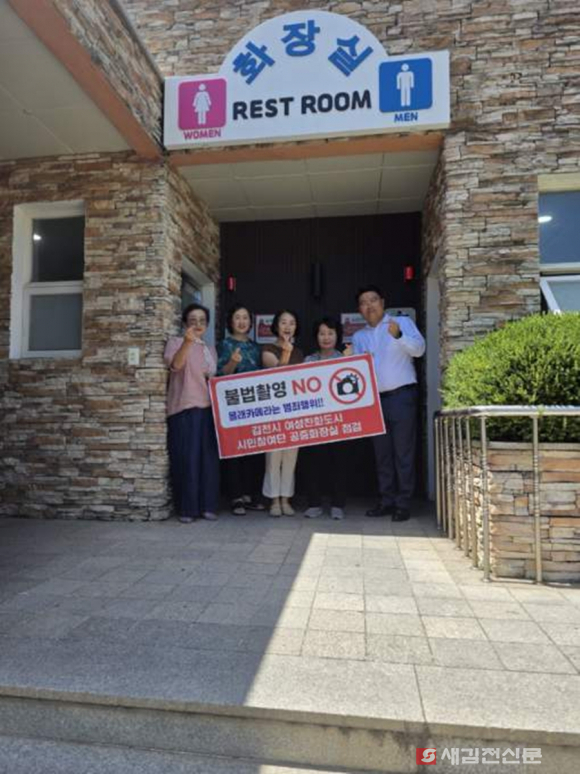 화장실
REST ROOM
WOMEN
MEN
불법촬영 NO
몰래카메라는 범죄행위!!
김천시 여성친화도시
시민참여단 공중화장실 점검
새김천신문